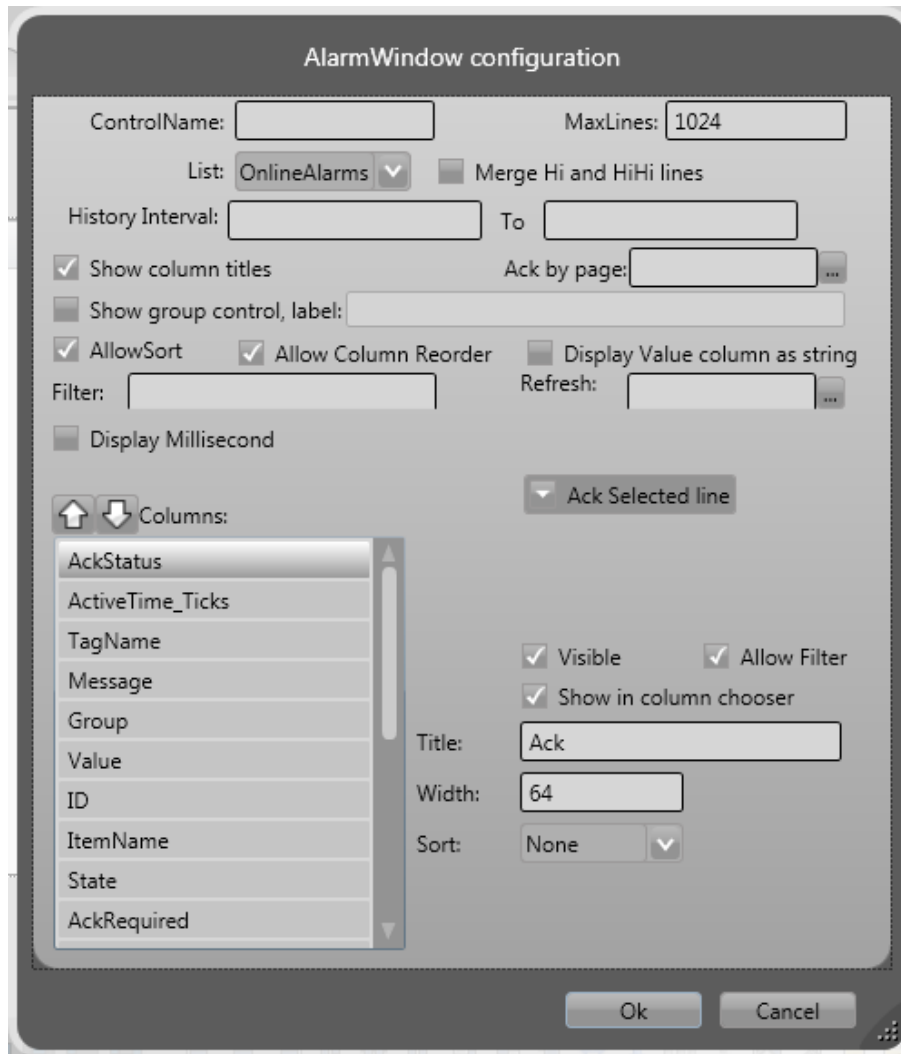 AlarmWindow configuration
ControlName: MaxLines: 1024
List: OnlineAlarms Merge Hi and HiHi lines
History Interval: To
Show column titles Ack by page: ...
Show group control, label:
AllowSort Allow Column Reorder Display Value column as string
Filter: Refresh: ...
Display Millisecond
Ack Selected line
Columns:
AckStatus
ActiveTime_Ticks
TagName
Message
Group
Value
ID
ItemName
State
AckRequired
Visible Allow Filter
Show in column chooser
Title: Ack
Width: 64
Sort: None
Ok Cancel